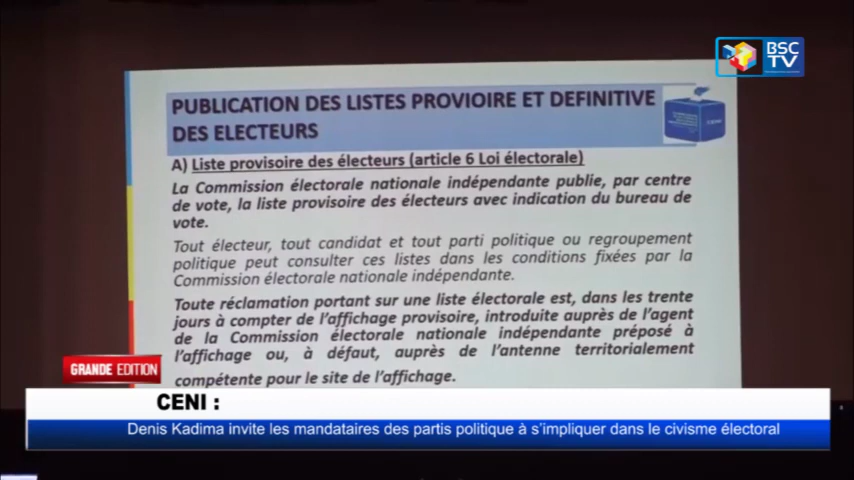 BSC
TV
PUBLICATION DES LISTES PROVIOIRE ET DEFINITIVE
DES ELECTEURS
A) Liste provisoire des électeurs (article 6 Loi électorale)
La Commission électorale nationale indépendante publie, par centre
de vote, la liste provisoire des électeurs avec indication du bureau de
vote.
Tout électeur, tout candidat et tout parti politique ou regroupement
politique peut consulter ces listes dans les conditions fixées par la
Commission électorale nationale indépendante.
Toute réclamation portant sur une liste électorale est, dans les trente
jours à compter de l'affichage provisoire, introduite auprès de l'agent
de la Commission électorale nationale indépendante préposé à
l'affichage ou, à défaut, auprès de l'antenne territorialement
compétente pour le site de l'affichage.
GRANDE EDITION
CENI :
Denis Kadima invite les mandataires des partis politique à s'impliquer dans le civisme électoral